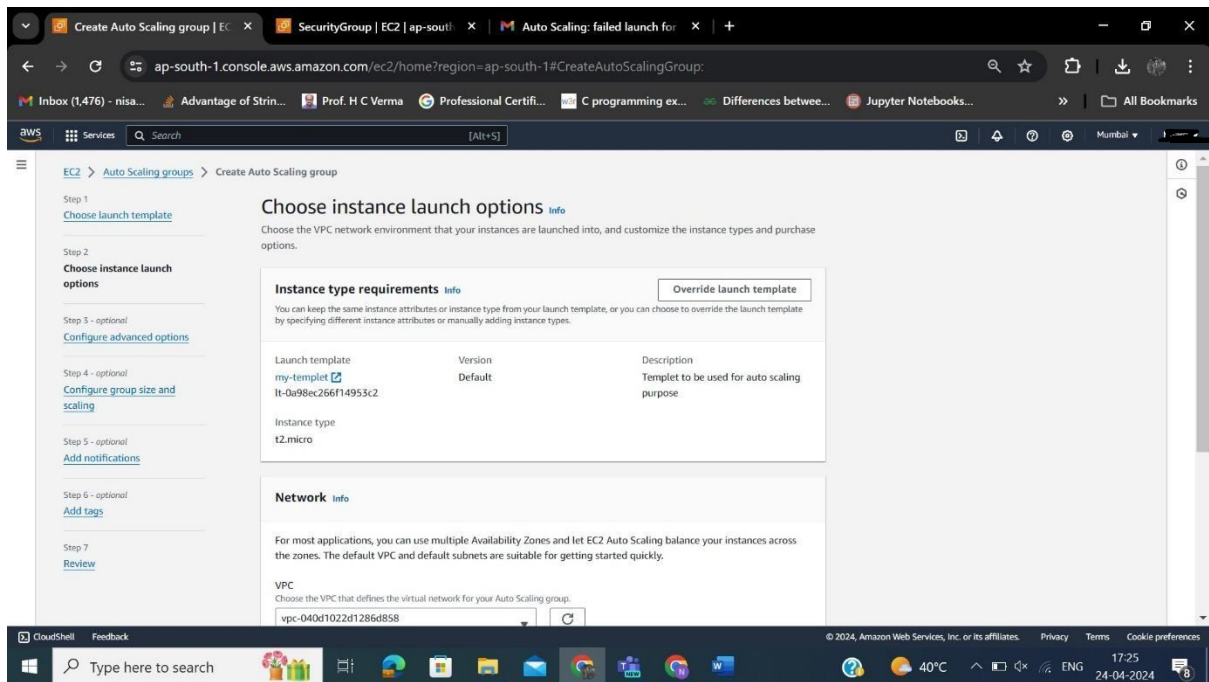 Create Auto Scaling group | EC
SecurityGroup | EC2 | ap-south
Auto Scaling: failed launch for
ap-south-1.console.aws.amazon.com/ec2/home?region=ap-south-1#CreateAutoScalingGroup:
Inbox (1,476) - nisa...
Advantage of Strin...
Prof. H C Verma
Professional Certifi...
C programming ex...
Differences betwee...
Jupyter Notebooks...
»
All Bookmarks
aws
Services
Search
[Alt+S]
Mumbai
EC2 > Auto Scaling groups > Create Auto Scaling group
Step 1
Choose launch template
Step 2
Choose instance launch
options
Step 3 - optional
Configure advanced options
Step 4 - optional
Configure group size and
scaling
Step 5 - optional
Add notifications
Step 6 - optional
Add tags
Step 7
Review
Choose instance launch options Info
Choose the VPC network environment that your instances are launched into, and customize the instance types and purchase
options.
Instance type requirements Info
Override launch template
You can keep the same instance attributes or instance type from your launch template, or you can choose to override the launch template
by specifying different instance attributes or manually adding instance types.
Launch template
my-templet
lt-0a98ec266f14953c2
Version
Default
Description
Templet to be used for auto scaling
purpose
Instance type
t2.micro
Network Info
For most applications, you can use multiple Availability Zones and let EC2 Auto Scaling balance your instances across
the zones. The default VPC and default subnets are suitable for getting started quickly.
VPC
Choose the VPC that defines the virtual network for your Auto Scaling group.
vpc-040d1022d1286d858
CloudShell
Feedback
© 2024, Amazon Web Services, Inc. or its affiliates.
Privacy
Terms
Cookie preferences
Type here to search
NEW
40°C
ENG
17:25
24-04-2024
8